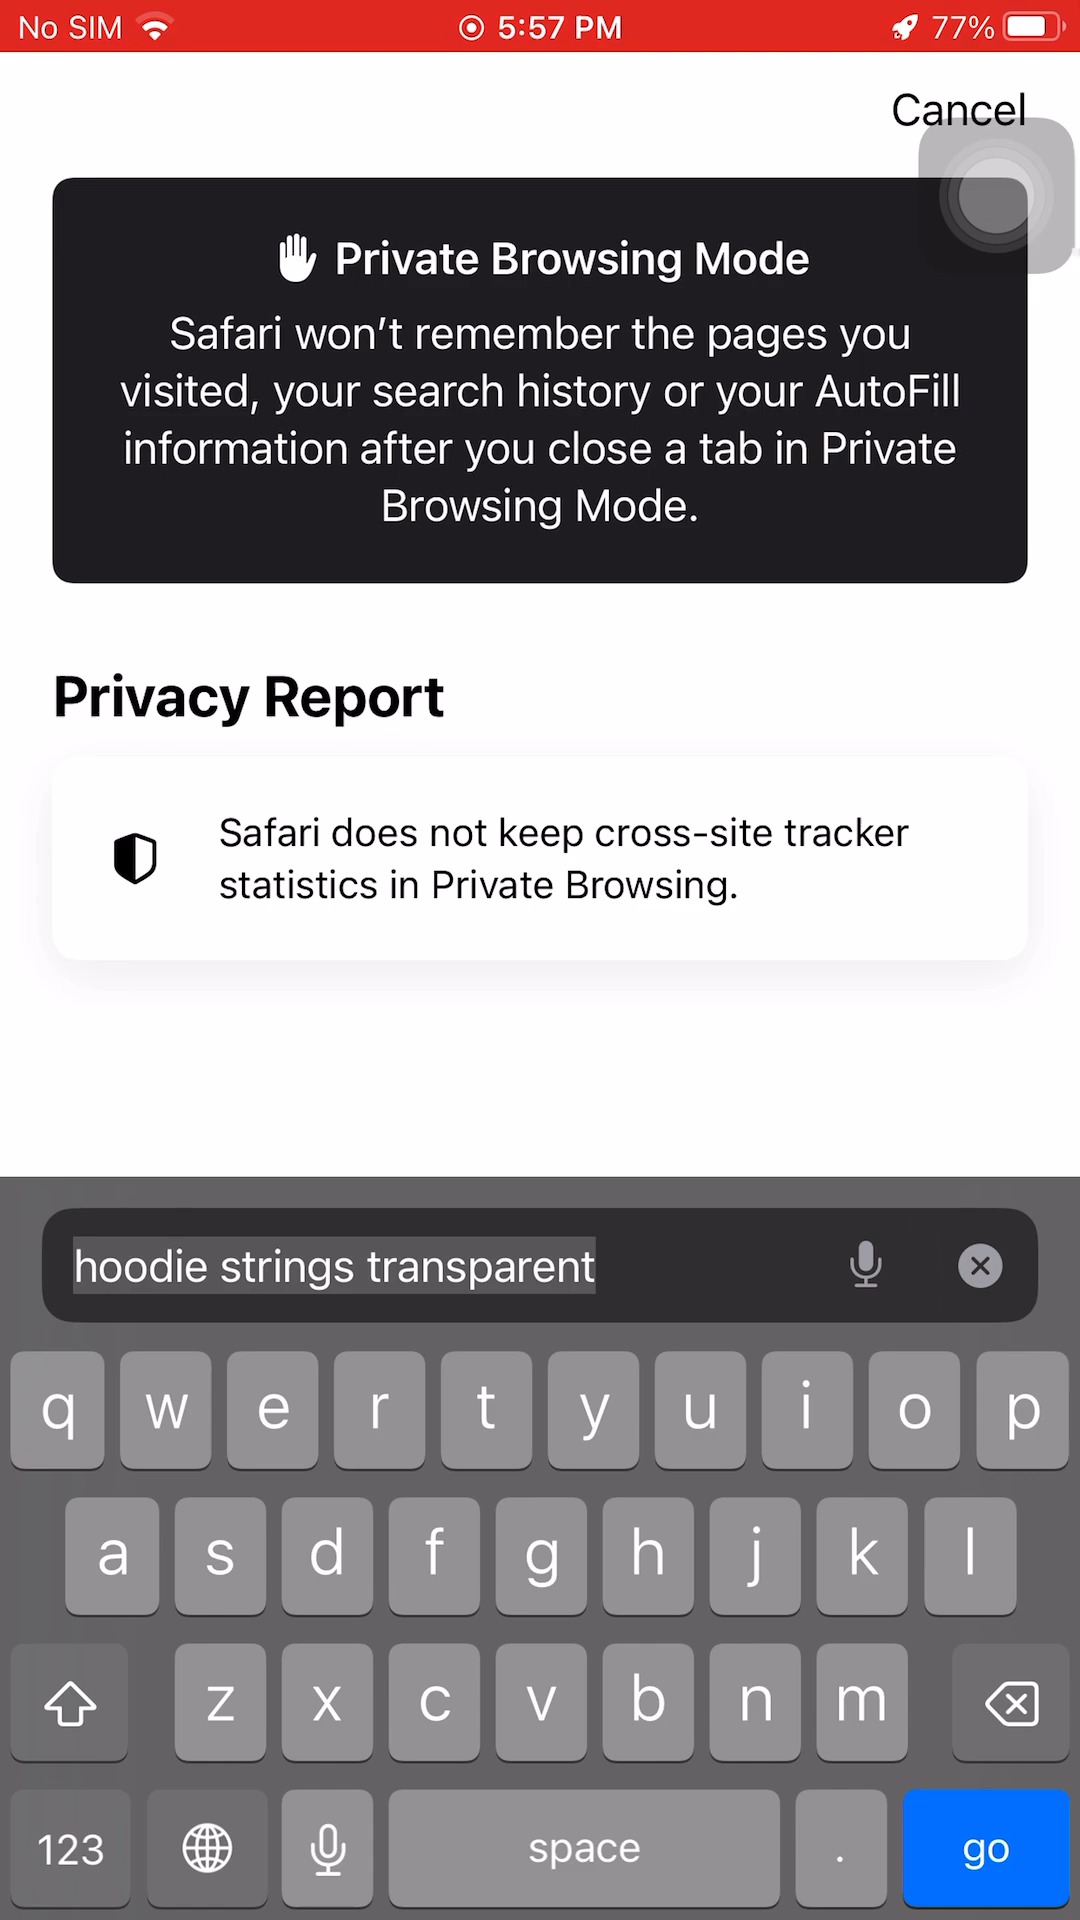 No SIM 5:57 PM 77%
Cancel
Private Browsing Mode
Safari won’t remember the pages you
visited, your search history or your AutoFill
information after you close a tab in Private
Browsing Mode.
Privacy Report
Safari does not keep cross-site tracker
statistics in Private Browsing.
hoodie strings transparent
q w e r t y u i o p
a s d f g h j k l
z x c v b n m
123 space . go